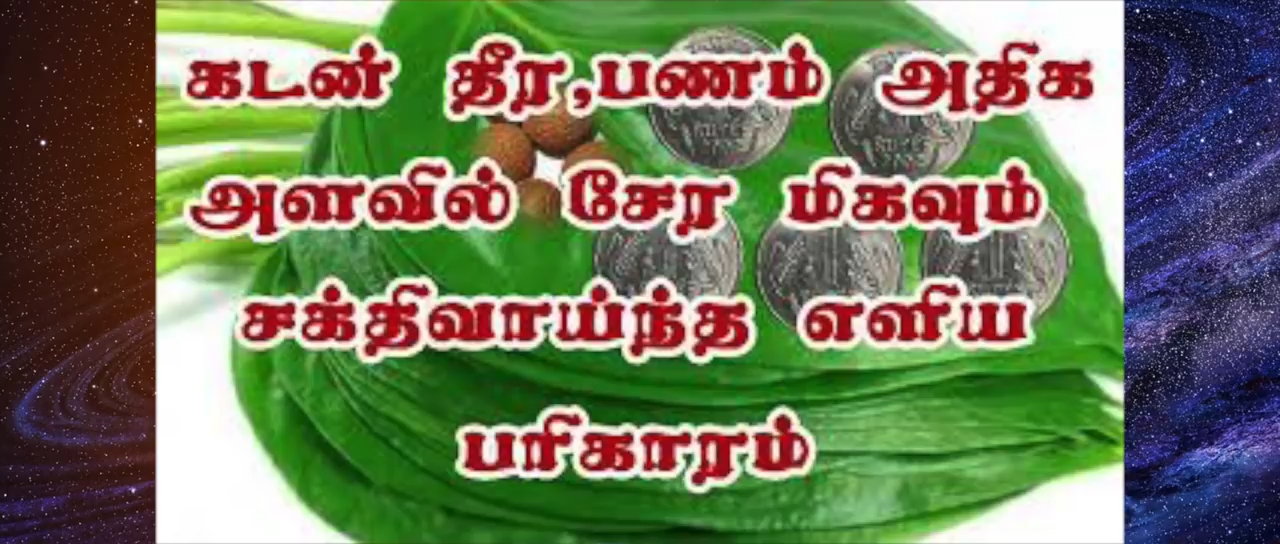 கடன் தீர,பணம் அதிக
அளவில் சேர மிகவும்
சக்திவாய்ந்த எளிய
பரிகாரம்